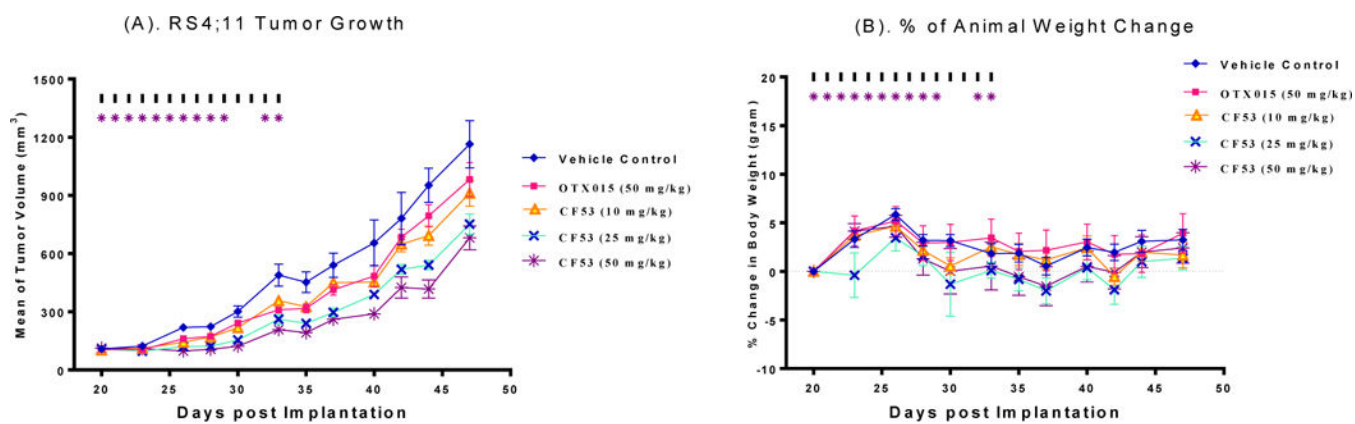 (A). RS4;11 Tumor Growth
Mean of Tumor Volume (mm3)
1500
1200
900
600
300
0
20 25 30 35 40 45 50
Days post Implantation
Vehicle Control
OTX015 (50 mg/kg)
CF53 (10 mg/kg)
CF53 (25 mg/kg)
CF53 (50 mg/kg)
(B). % of Animal Weight Change
% Change in Body Weight (gram)
20
15
10
5
0
-5
-10
20 25 30 35 40 45 50
Days post Implantation
Vehicle Control
OTX015 (50 mg/kg)
CF53 (10 mg/kg)
CF53 (25 mg/kg)
CF53 (50 mg/kg)